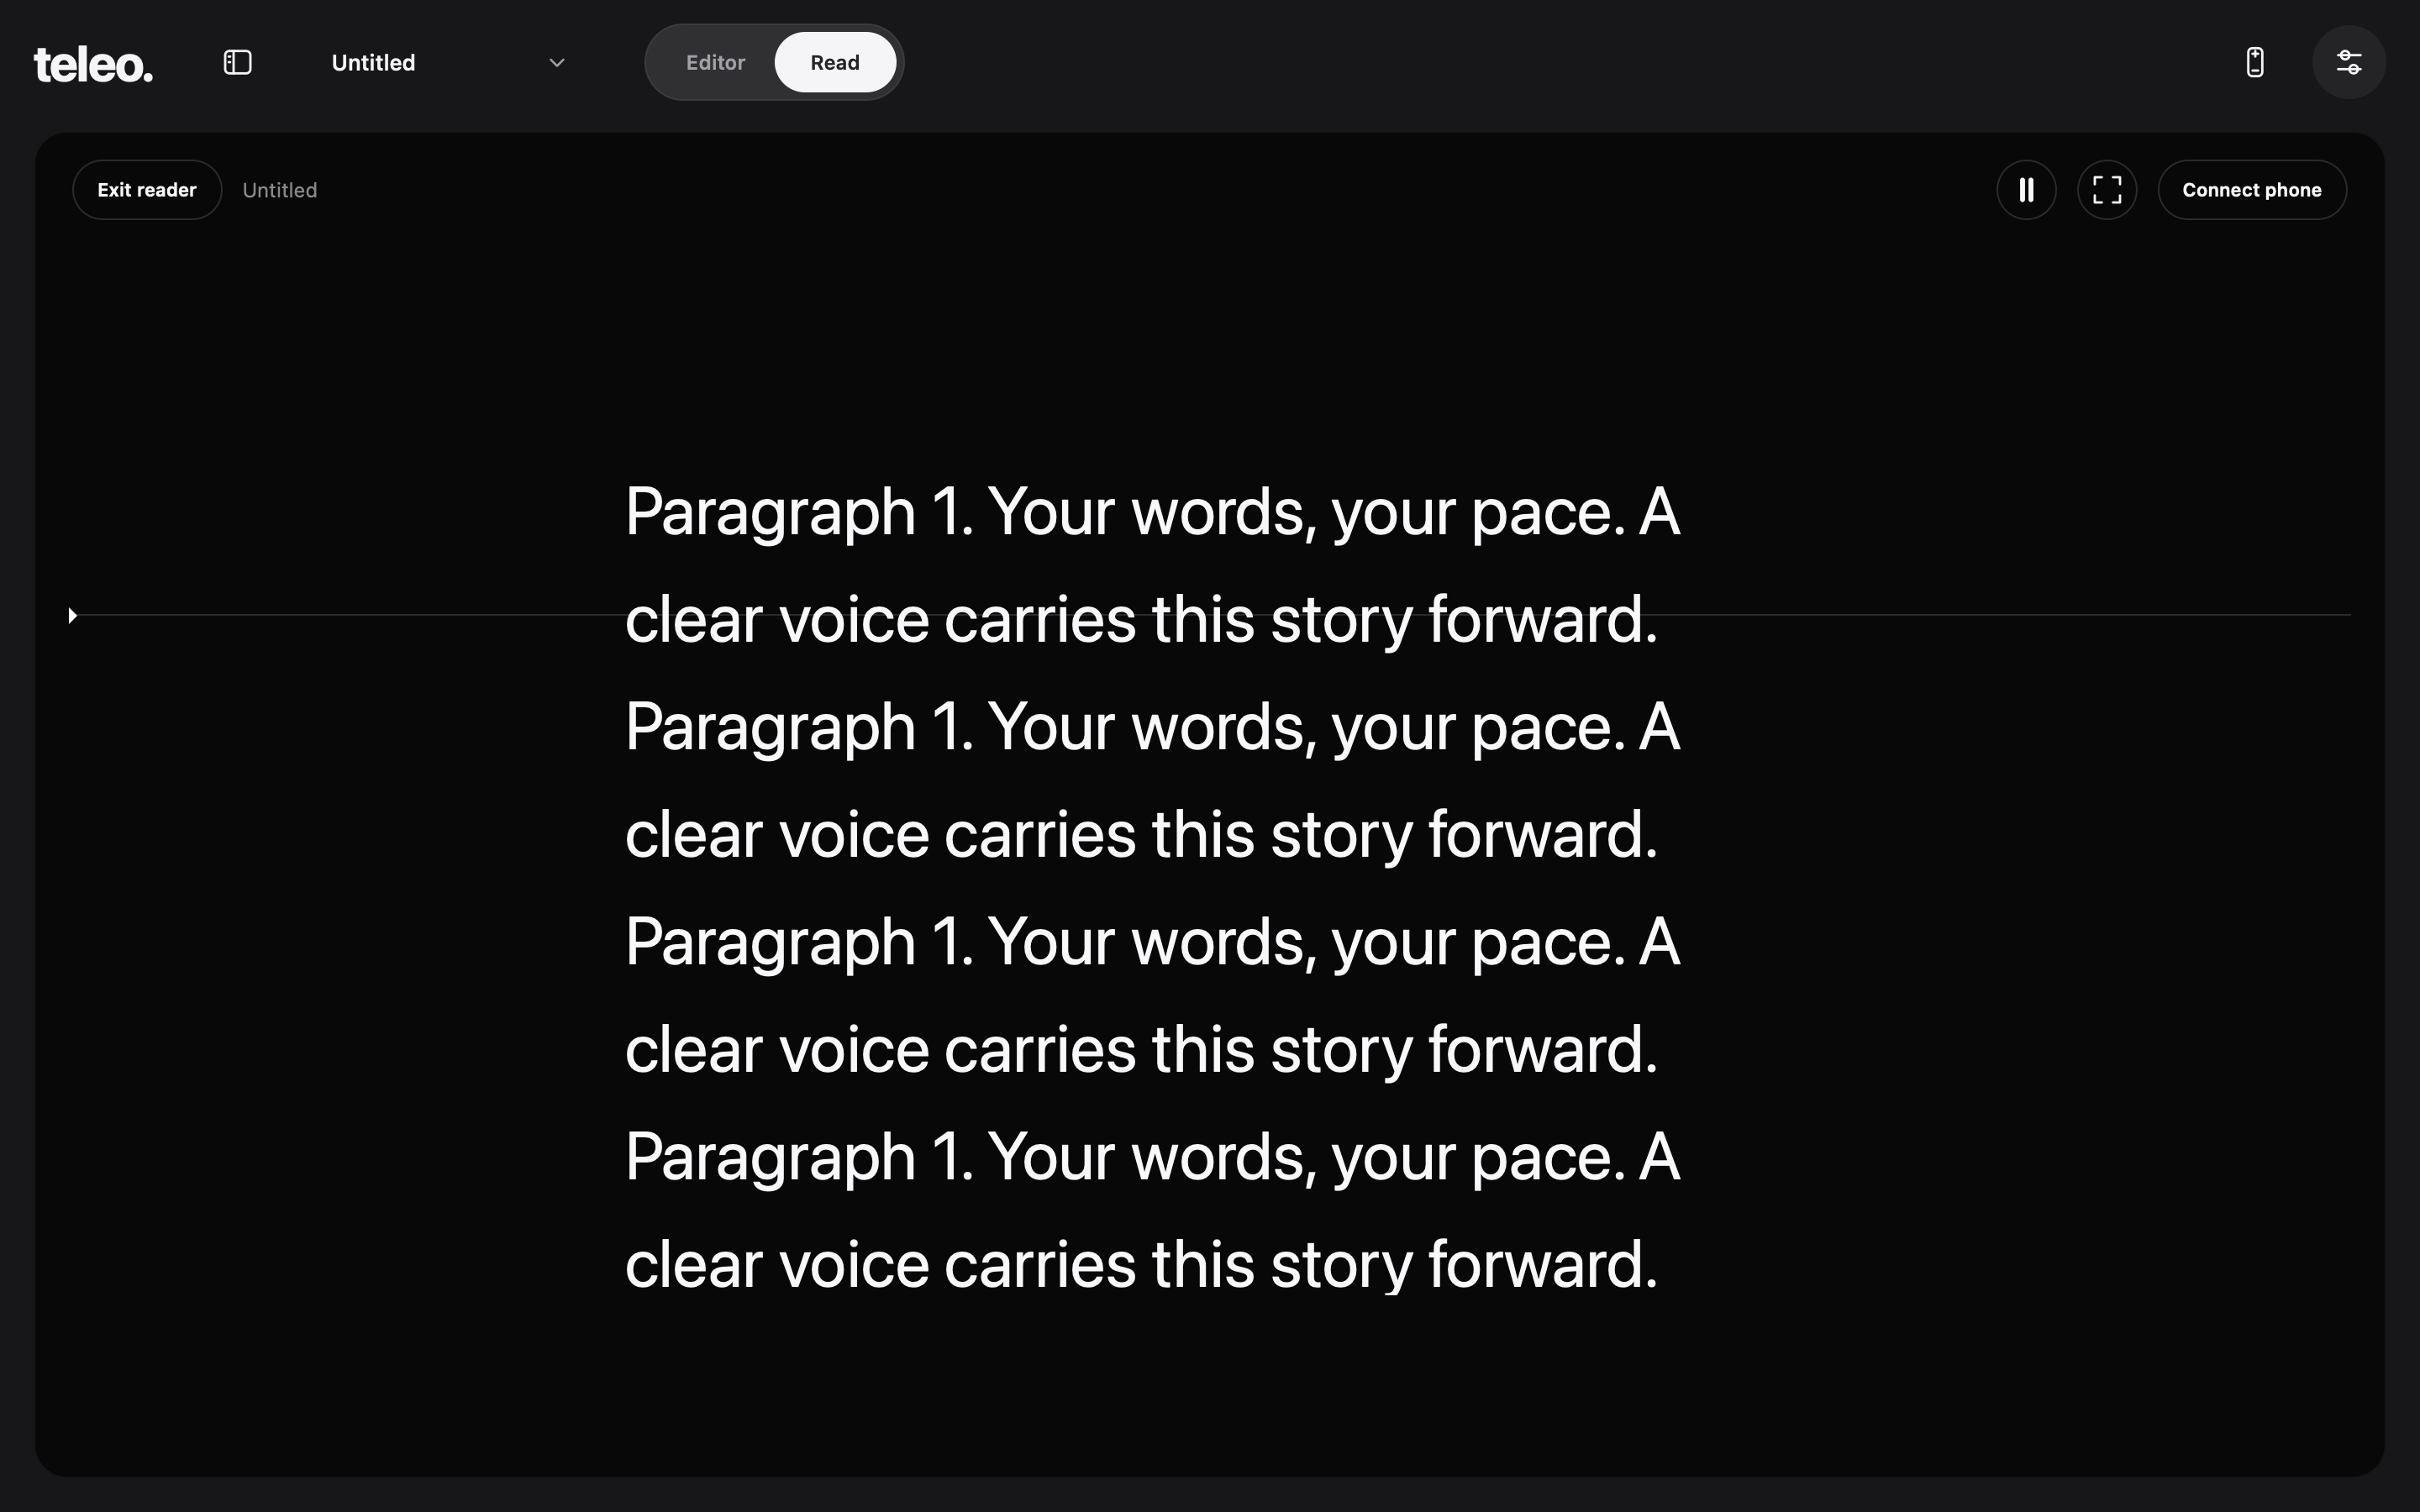 teleo.
Untitled
Editor
Read
Exit reader
Untitled
Connect phone
Paragraph 1. Your words, your pace. A
clear voice carries this story forward.
Paragraph 1. Your words, your pace. A
clear voice carries this story forward.
Paragraph 1. Your words, your pace. A
clear voice carries this story forward.
Paragraph 1. Your words, your pace. A
clear voice carries this story forward.